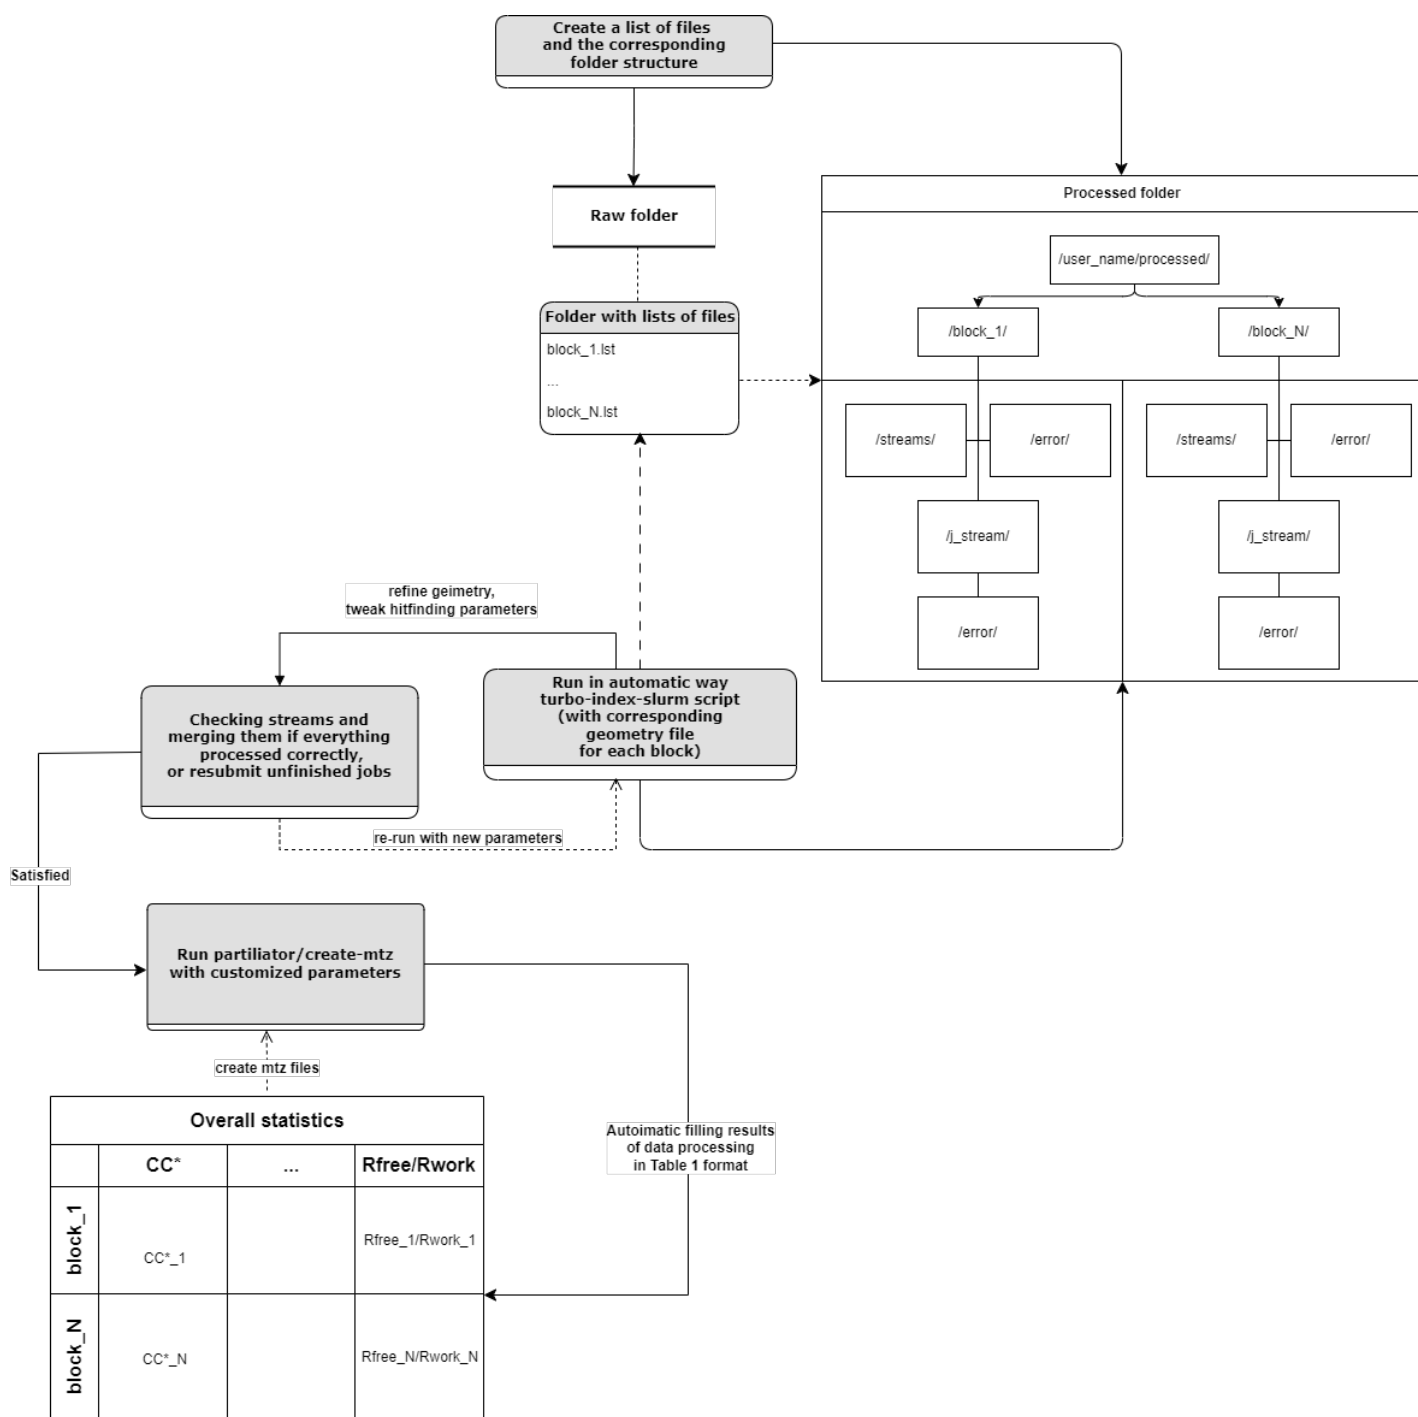 Create a list of files
and the corresponding
folder structure
Raw folder
Processed folder
/user_name/processed/
/block_1/
/block_N/
Folder with lists of files
block_1.lst
...
block_N.lst
/streams/
/error/
/streams/
/error/
/j_stream/
/j_stream/
/error/
/error/
refine geimetry,
tweak hitfinding parameters
Run in automatic way
turbo-index-slurm script
(with corresponding
geometry file
for each block)
Checking streams and
merging them if everything
processed correctly,
or resubmit unfinished jobs
re-run with new parameters
Satisfied
Run partiliator/create-mtz
with customized parameters
create mtz files
Autoimatic filling results
of data processing
in Table 1 format
Overall statistics
CC*
...
Rfree/Rwork
block_1
CC*_1
Rfree_1/Rwork_1
block_N
CC*_N
Rfree_N/Rwork_N